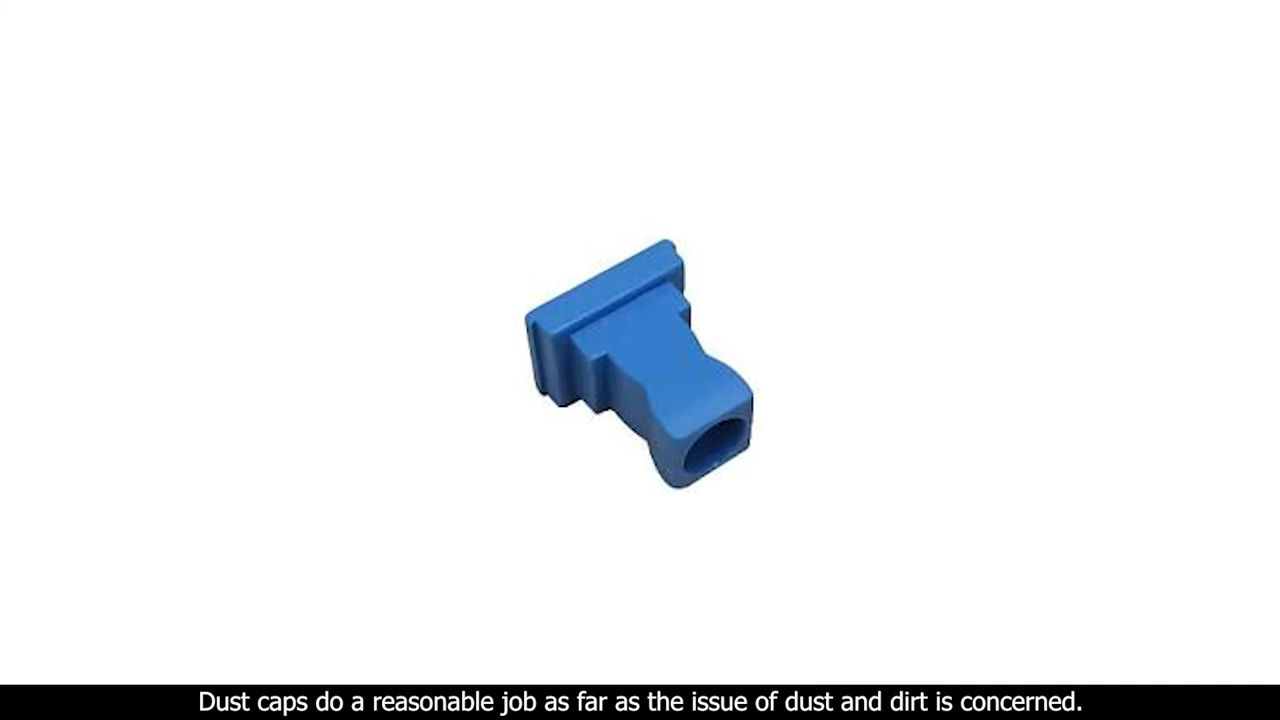 Dust caps do a reasonable job as far as the issue of dust and dirt is concerned.